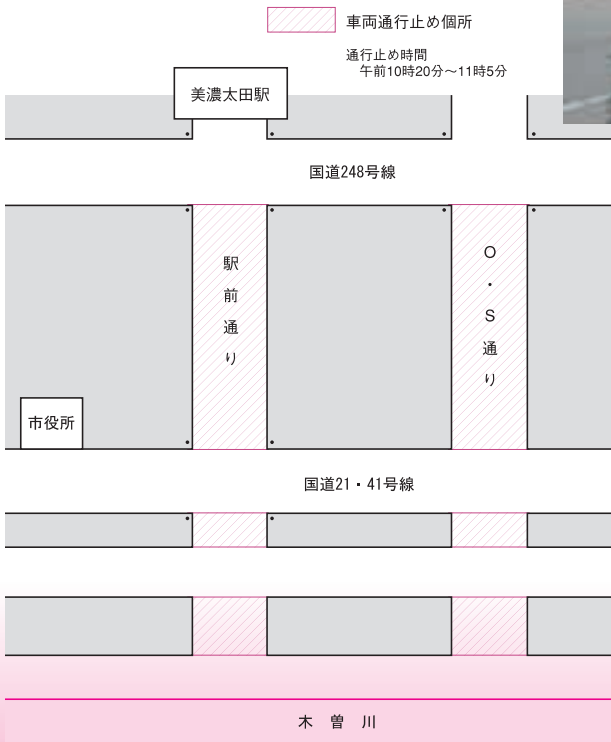 車両通行止め個所
通行止め時間
午前10時20分～11時5分
美濃太田駅
国道248号線
駅前通り
O・S通り
市役所
国道21・41号線
木曽川